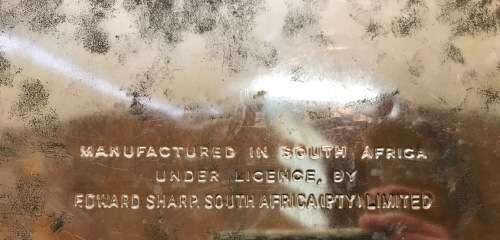 MANUFACTURED IN SOUTH AFRICA
UNDER LICENCE, BY
EDWARD SHARP. SOUTH AFRICA (PTY) LIMITED